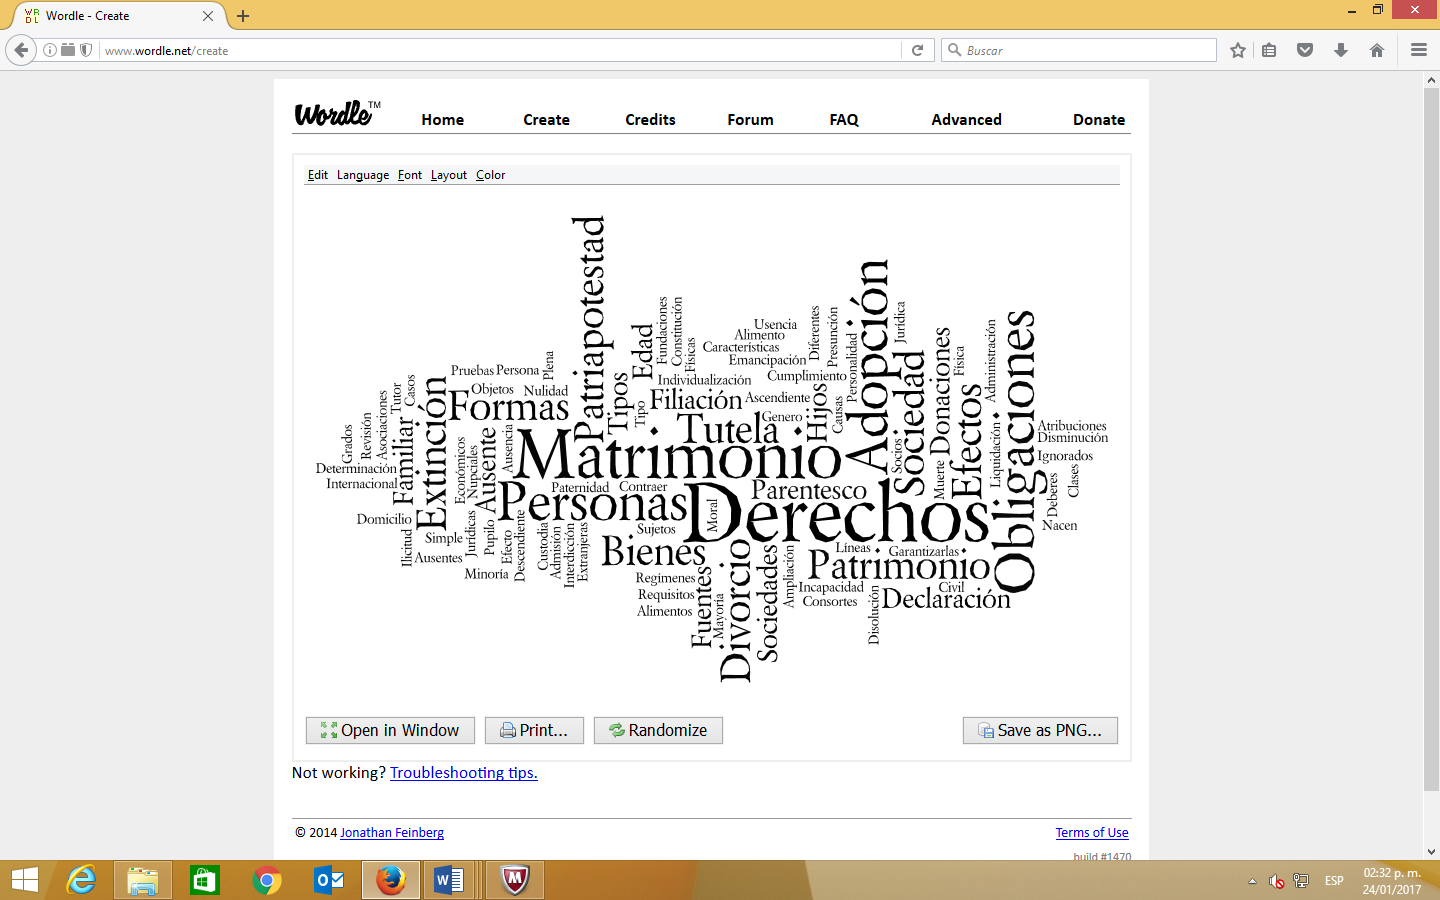 Wordle - Create
www.wordle.net/create
Buscar
Wordle™
Home Create Credits Forum FAQ Advanced Donate
Edit Language Font Layout Color
Patriapotestad
Adopción
Obligaciones
Edad
Fundaciones
Constitución
Físicas
Usencia
Alimento
Características
Emancipación
Diferentes
Presunción
Personalidad
Jurídica
Donaciones
Física
Administración
Pruebas
Persona
Plena
Objetos
Nulidad
Formas
Tipos
Tipo
Individualización
Cumplimiento
Filiación
Ascendiente
Genero
Hijos
Causas
Sociedad
Efectos
Casos
Tutor
Asociaciones
Revisión
Grados
Familiar
Extinción
Determinación
Internacional
Económicos
Nupciales
Ausente
Ausencia
Matrimonio
Tutela
Socios
Muerte
Liquidación
Atribuciones
Disminución
Ignorados
Clases
Deberes
Nacen
Personas
Paternidad
Contraer
Parentesco
Derechos
Moral
Sujetos
Domicilio
Ilicitud
Simple
Ausentes
Jurídicas
Pupilo
Efecto
Descendiente
Minoría
Custodia
Admisión
Interdicción
Extranjeras
Bienes
Regímenes
Requisitos
Alimentos
Fuentes
Mayoría
Divorcio
Sociedades
Ampliación
Líneas
Garantizarlas
Patrimonio
Incapacidad
Consortes
Civil
Declaración
Disolución
Open in Window Print... Randomize Save as PNG...
Not working? Troubleshooting tips.
© 2014 Jonathan Feinberg Terms of Use
build #1470
ESP
02:32 p. m.
24/01/2017